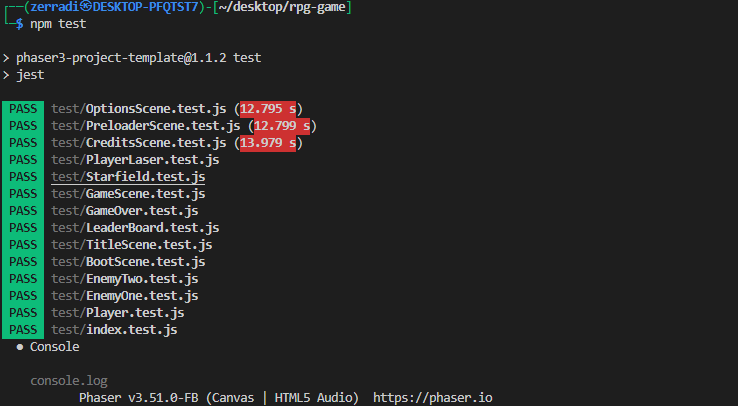 ┌──(zerradi㉿DESKTOP-PFQTST7)-[~/desktop/rpg-game]
└─$ npm test
> phaser3-project-template@1.1.2 test
> jest
PASS test/OptionsScene.test.js (12.795 s)
PASS test/PreloaderScene.test.js (12.799 s)
PASS test/CreditsScene.test.js (13.979 s)
PASS test/PlayerLaser.test.js
PASS test/Starfield.test.js
PASS test/GameScene.test.js
PASS test/GameOver.test.js
PASS test/LeaderBoard.test.js
PASS test/TitleScene.test.js
PASS test/BootScene.test.js
PASS test/EnemyTwo.test.js
PASS test/EnemyOne.test.js
PASS test/Player.test.js
PASS test/index.test.js
● Console
console.log
Phaser v3.51.0-FB (Canvas | HTML5 Audio) https://phaser.io